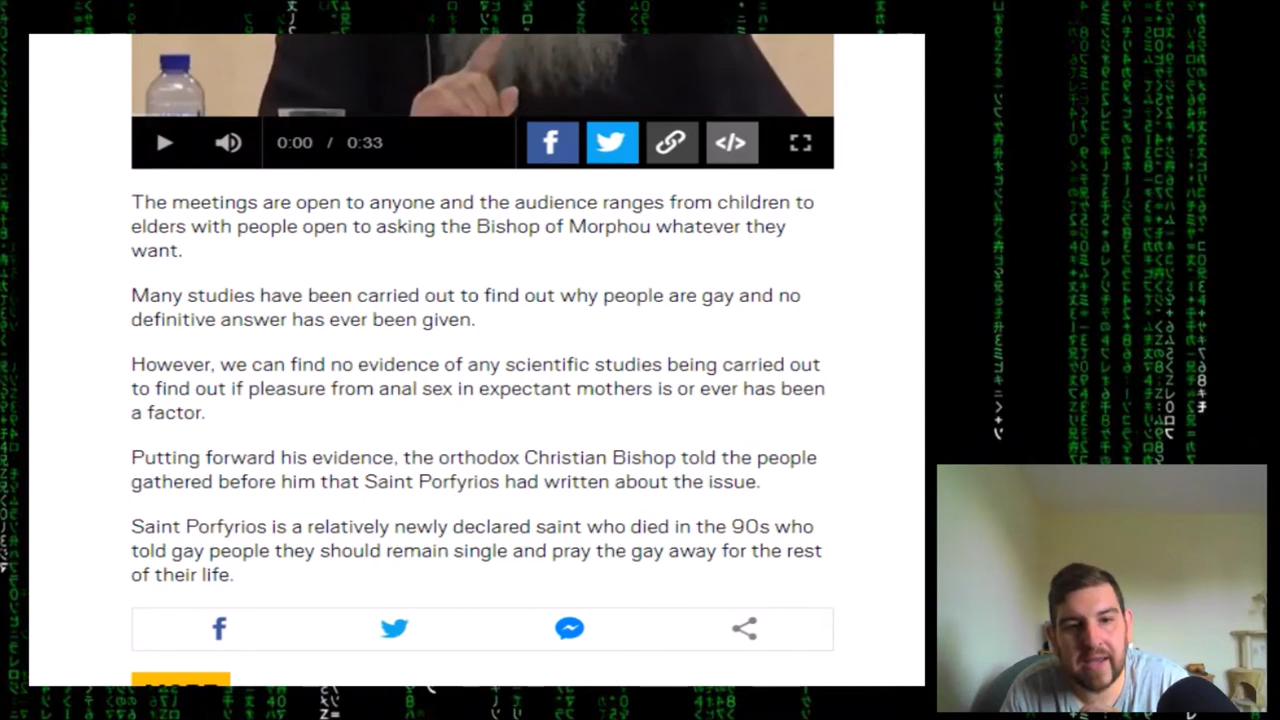 0:00 / 0:33
The meetings are open to anyone and the audience ranges from children to
elders with people open to asking the Bishop of Morphou whatever they
want.
Many studies have been carried out to find out why people are gay and no
definitive answer has ever been given.
However, we can find no evidence of any scientific studies being carried out
to find out if pleasure from anal sex in expectant mothers is or ever has been
a factor.
Putting forward his evidence, the orthodox Christian Bishop told the people
gathered before him that Saint Porfyrios had written about the issue.
Saint Porfyrios is a relatively newly declared saint who died in the 90s who
told gay people they should remain single and pray the gay away for the rest
of their life.